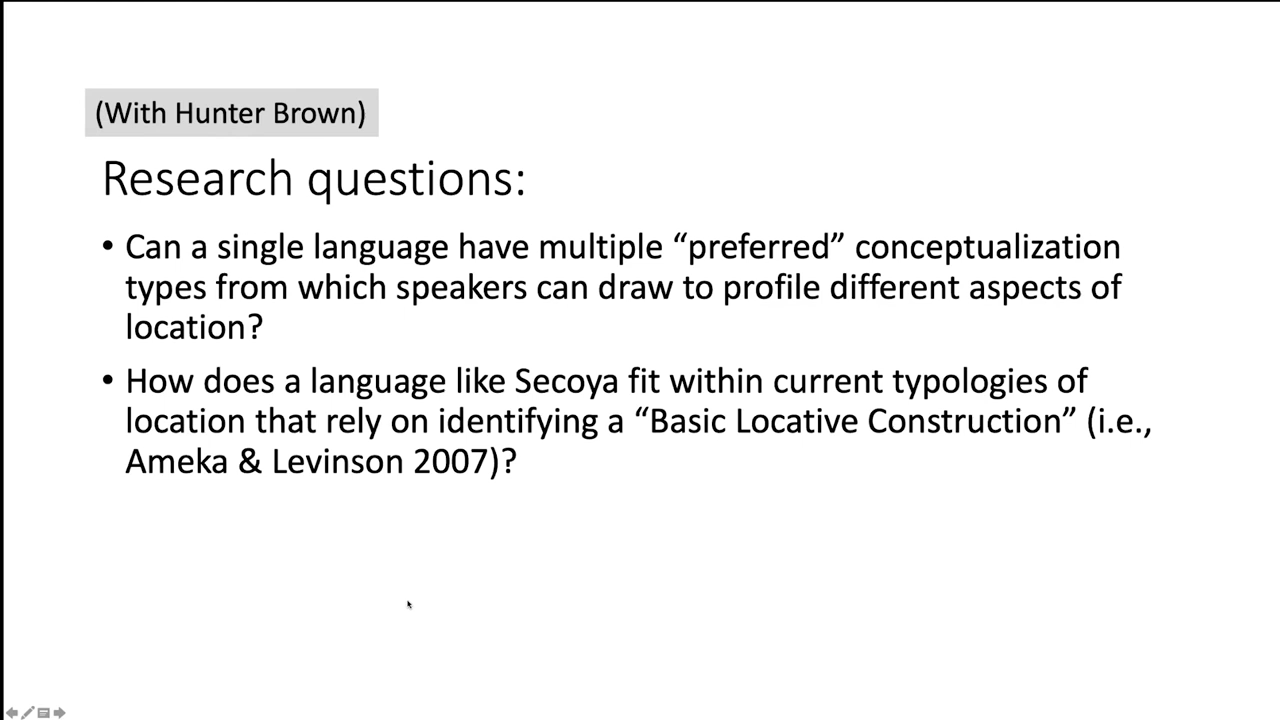 (With Hunter Brown)
Research questions:
• Can a single language have multiple “preferred” conceptualization
types from which speakers can draw to profile different aspects of
location?
• How does a language like Secoya fit within current typologies of
location that rely on identifying a “Basic Locative Construction” (i.e.,
Ameka & Levinson 2007)?